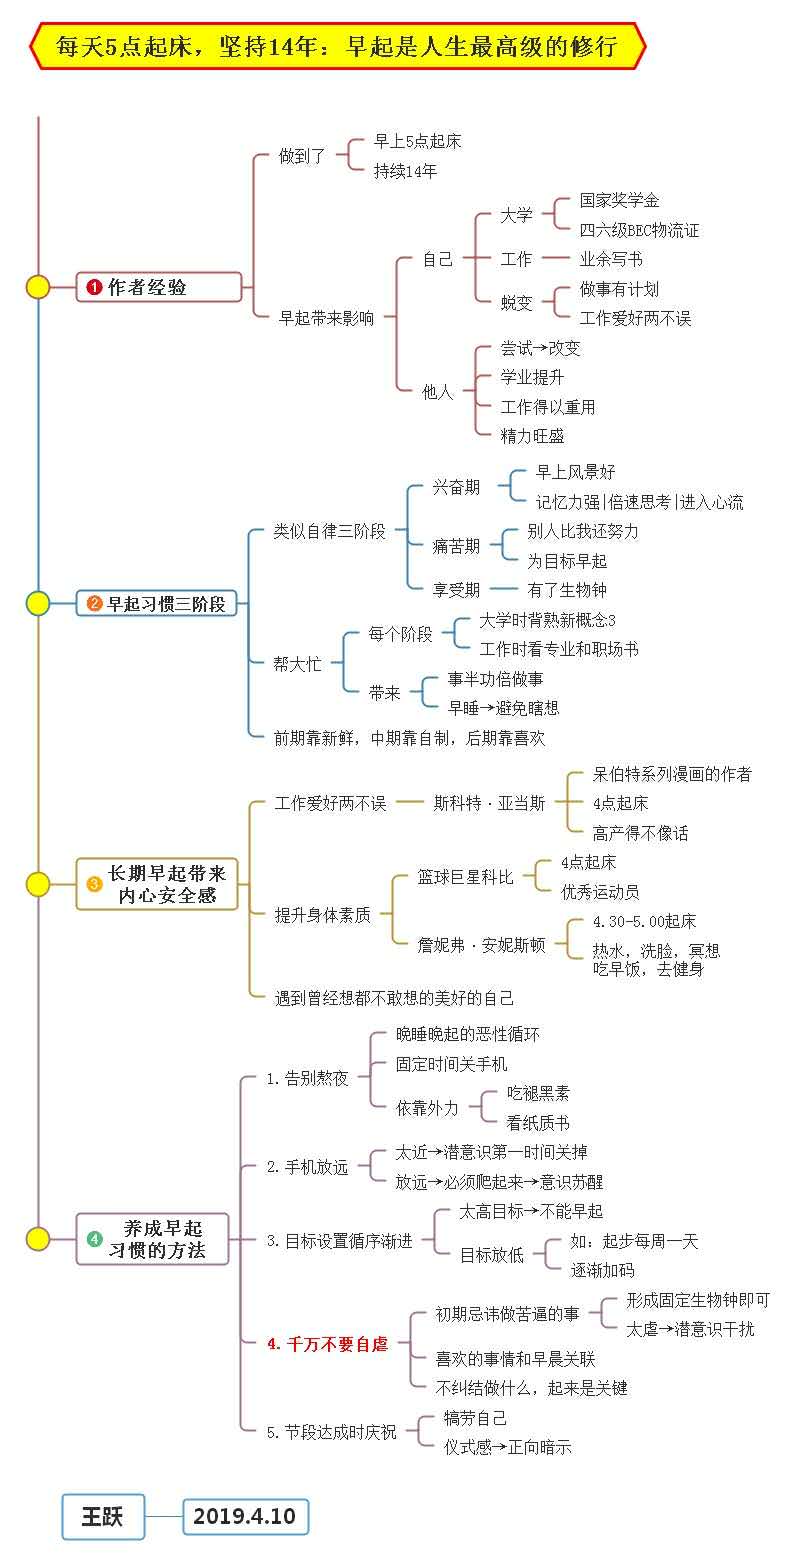 每天5点起床，坚持14年：早起是人生最高级的修行
1 作者经验
做到了
早上5点起床
持续14年
早起带来影响
自己
大学
国家奖学金
四六级BEC物流证
工作
业余写书
蜕变
做事有计划
工作爱好两不误
他人
尝试→改变
学业提升
工作得以重用
精力旺盛
2 早起习惯三阶段
类似自律三阶段
兴奋期
早上风景好
记忆力强|倍速思考|进入心流
痛苦期
别人比我还努力
为目标早起
享受期
有了生物钟
帮大忙
每个阶段
大学时背熟新概念3
工作时看专业和职场书
带来
事半功倍做事
早睡→避免瞎想
前期靠新鲜，中期靠自制，后期靠喜欢
3 长期早起带来
内心安全感
工作爱好两不误
斯科特·亚当斯
呆伯特系列漫画的作者
4点起床
高产得不像话
提升身体素质
篮球巨星科比
4点起床
优秀运动员
詹妮弗·安妮斯顿
4.30-5.00起床
热水，洗脸，冥想
吃早饭，去健身
遇到曾经想都不敢想的美好的自己
4 养成早起
习惯的方法
1.告别熬夜
晚睡晚起的恶性循环
固定时间关手机
依靠外力
吃褪黑素
看纸质书
2.手机放远
太近→潜意识第一时间关掉
放远→必须爬起来→意识苏醒
3.目标设置循序渐进
太高目标→不能早起
目标放低
如：起步每周一天
逐渐加码
4.千万不要自虐
初期忌讳做苦逼的事
形成固定生物钟即可
太虐→潜意识干扰
喜欢的事情和早晨关联
不纠结做什么，起来是关键
5.节段达成时庆祝
犒劳自己
仪式感→正向暗示
王跃
2019.4.10